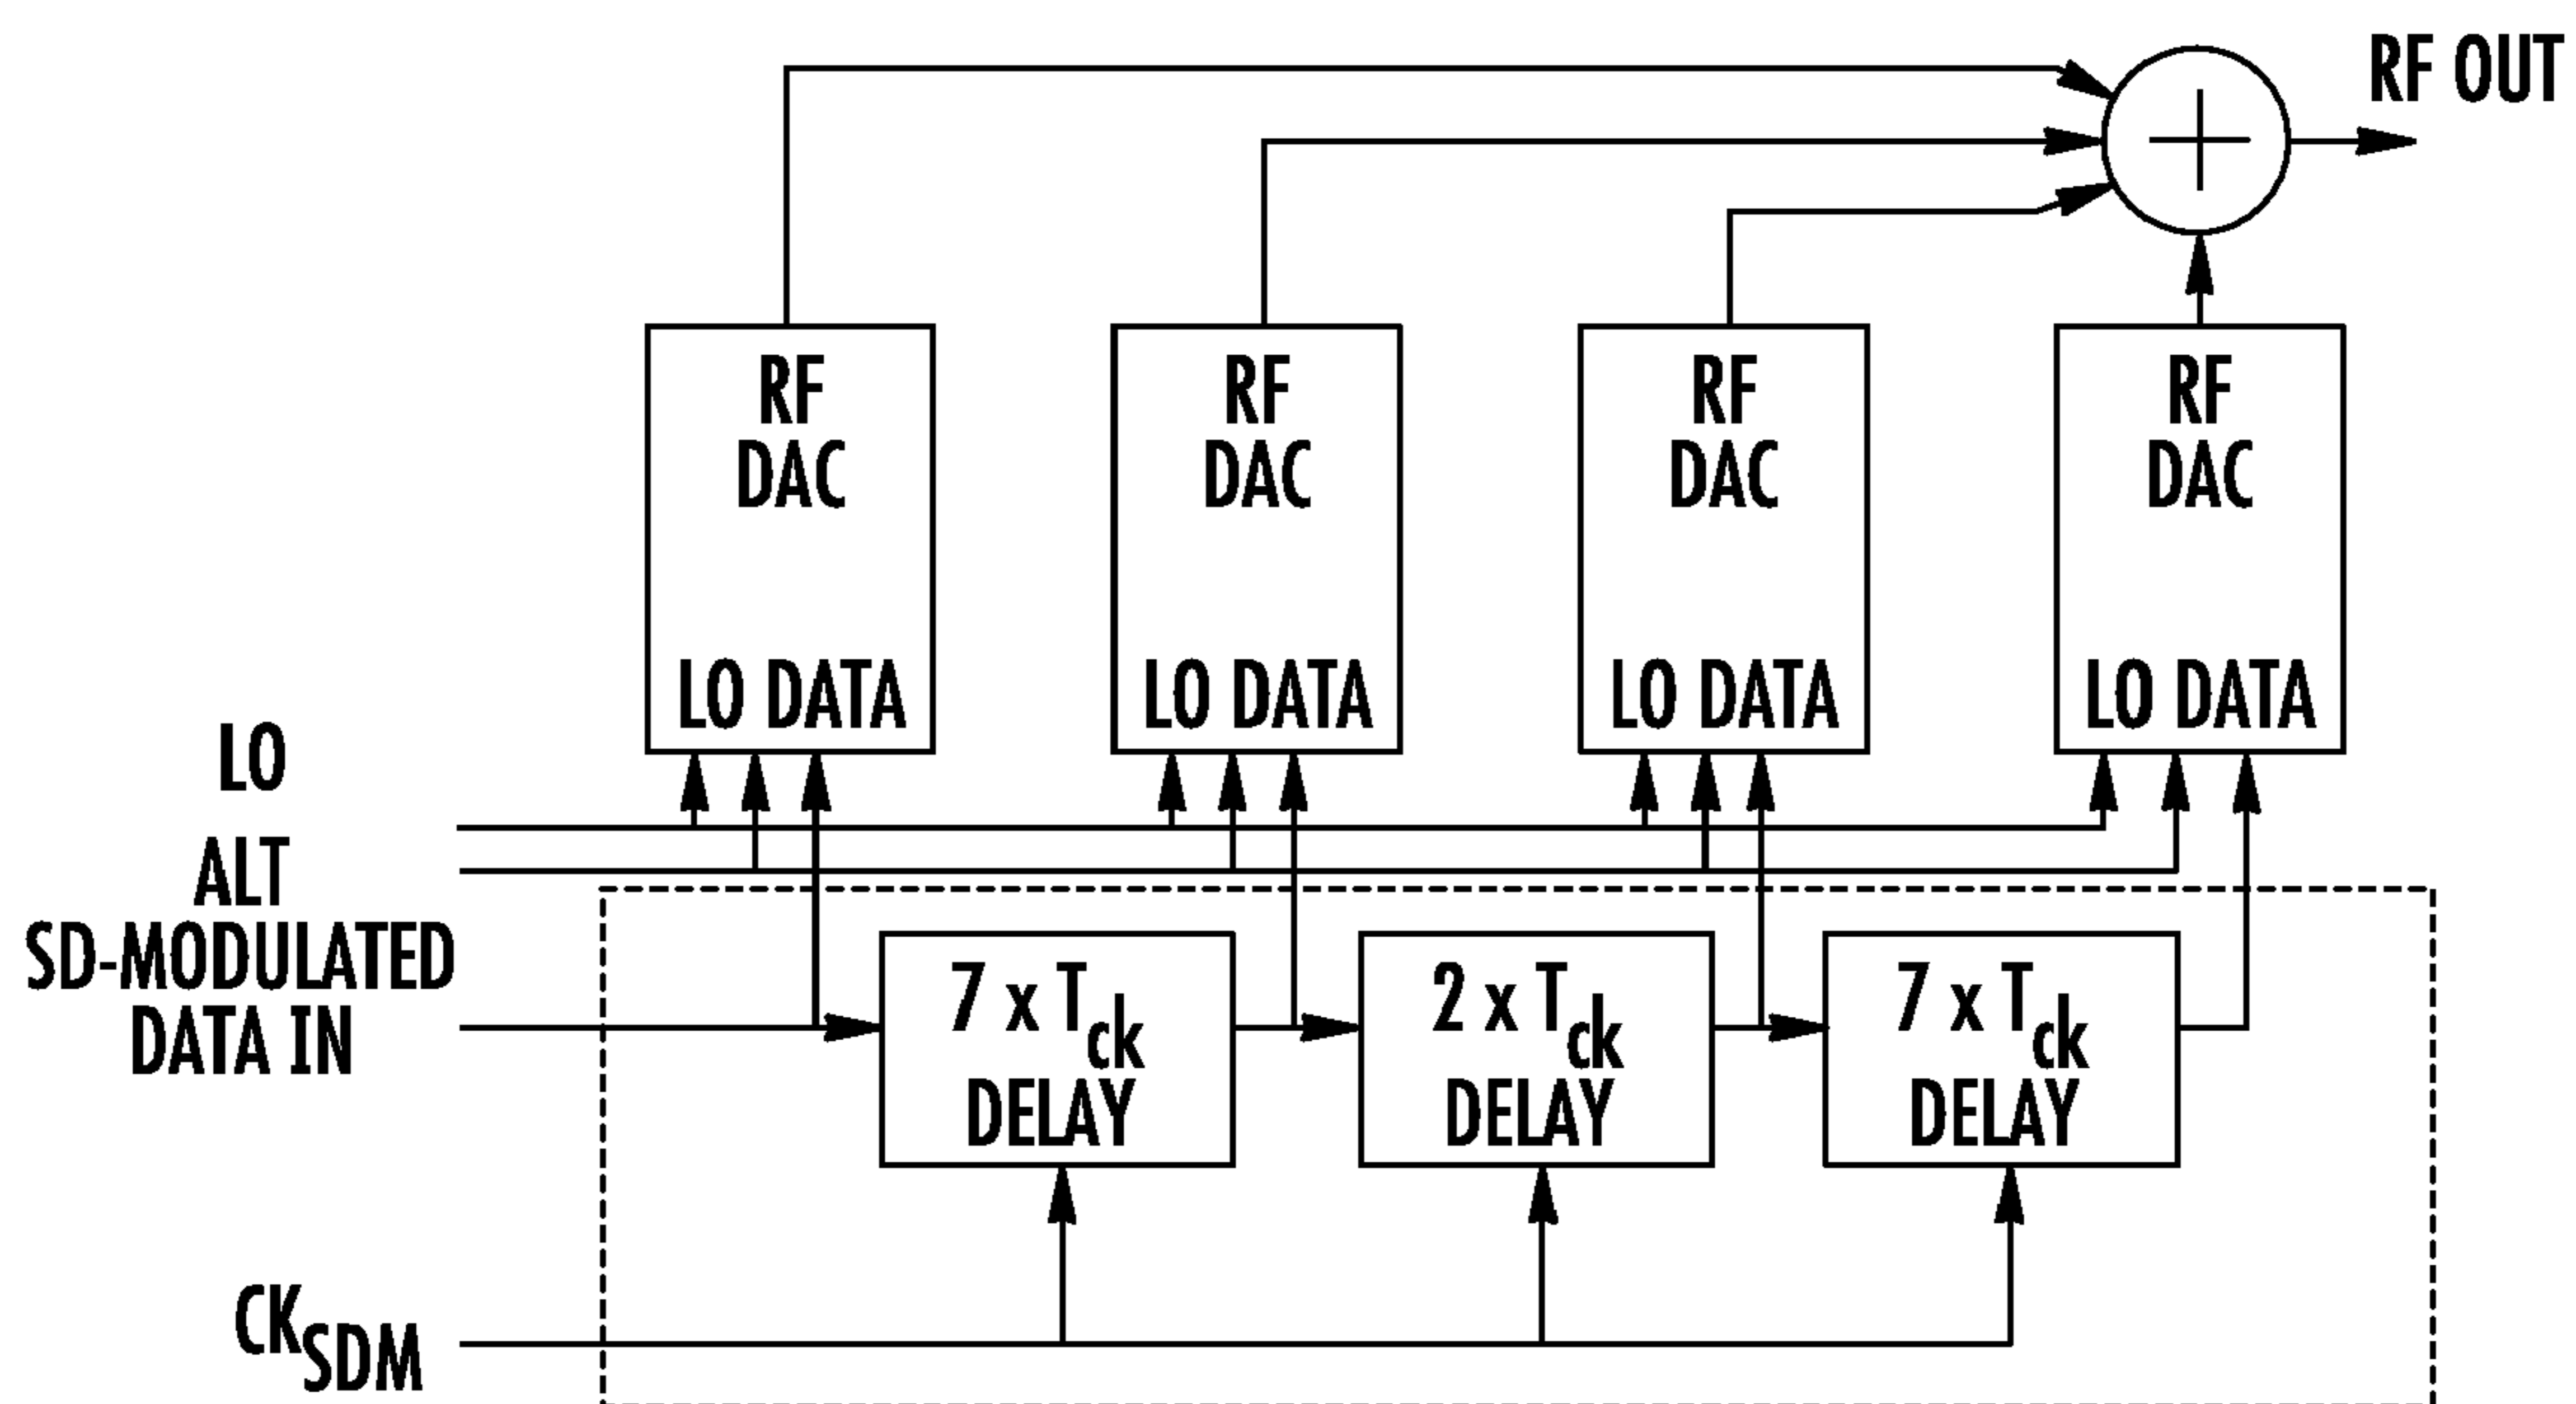 RF OUT
RF
DAC
LO DATA
RF
DAC
LO DATA
RF
DAC
LO DATA
RF
DAC
LO DATA
LO
ALT
SD-MODULATED
DATA IN
7 x Tck
DELAY
2 x Tck
DELAY
7 x Tck
DELAY
CKSDM